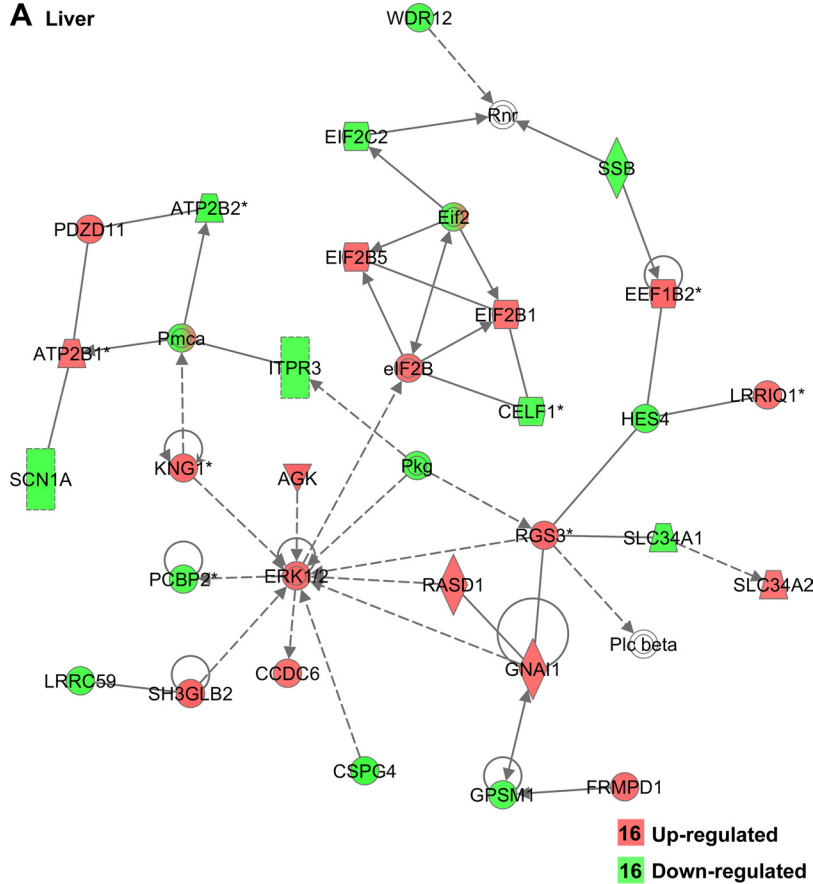 A Liver
WDR12
Rnr
EIF2C2
SSB
ATP2B2*
PDZD11
Eif2
EIF2B5
EEF1B2*
EIF2B1
Pmca
ATP2B1*
ITPR3
eIF2B
LRRIQ1*
CELF1*
HES4
SCN1A
KNG1*
AGK
Pkg
RGS3*
SLC34A1
PCBP2*
ERK1/2
RASD1
SLC34A2
Plc beta
LRRC59
SH3GLB2
CCDC6
GNAI1
CSPG4
GPSM1
FRMPD1
16 Up-regulated
16 Down-regulated